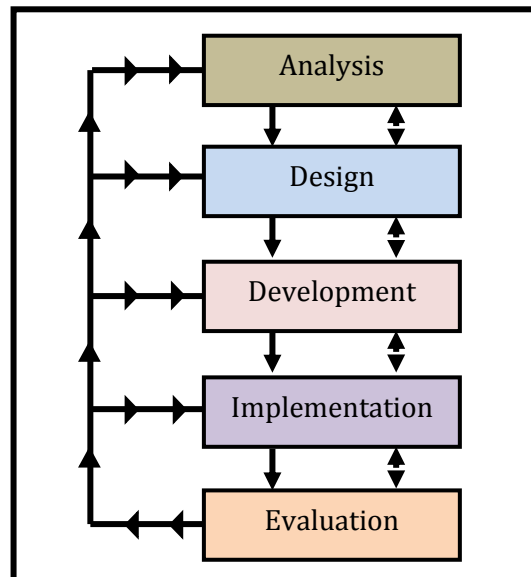 Analysis
Design
Development
Implementation
Evaluation